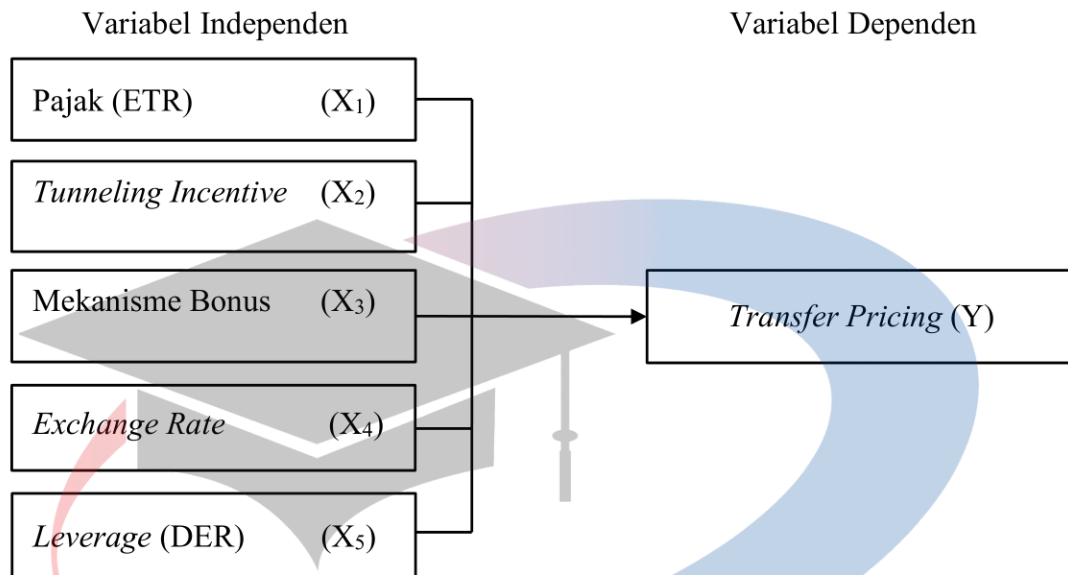 Variabel Independen
Variabel Dependen
Pajak (ETR) (X₁)
Tunneling Incentive (X₂)
Mekanisme Bonus (X₃)
Transfer Pricing (Y)
Exchange Rate (X₄)
Leverage (DER) (X₅)